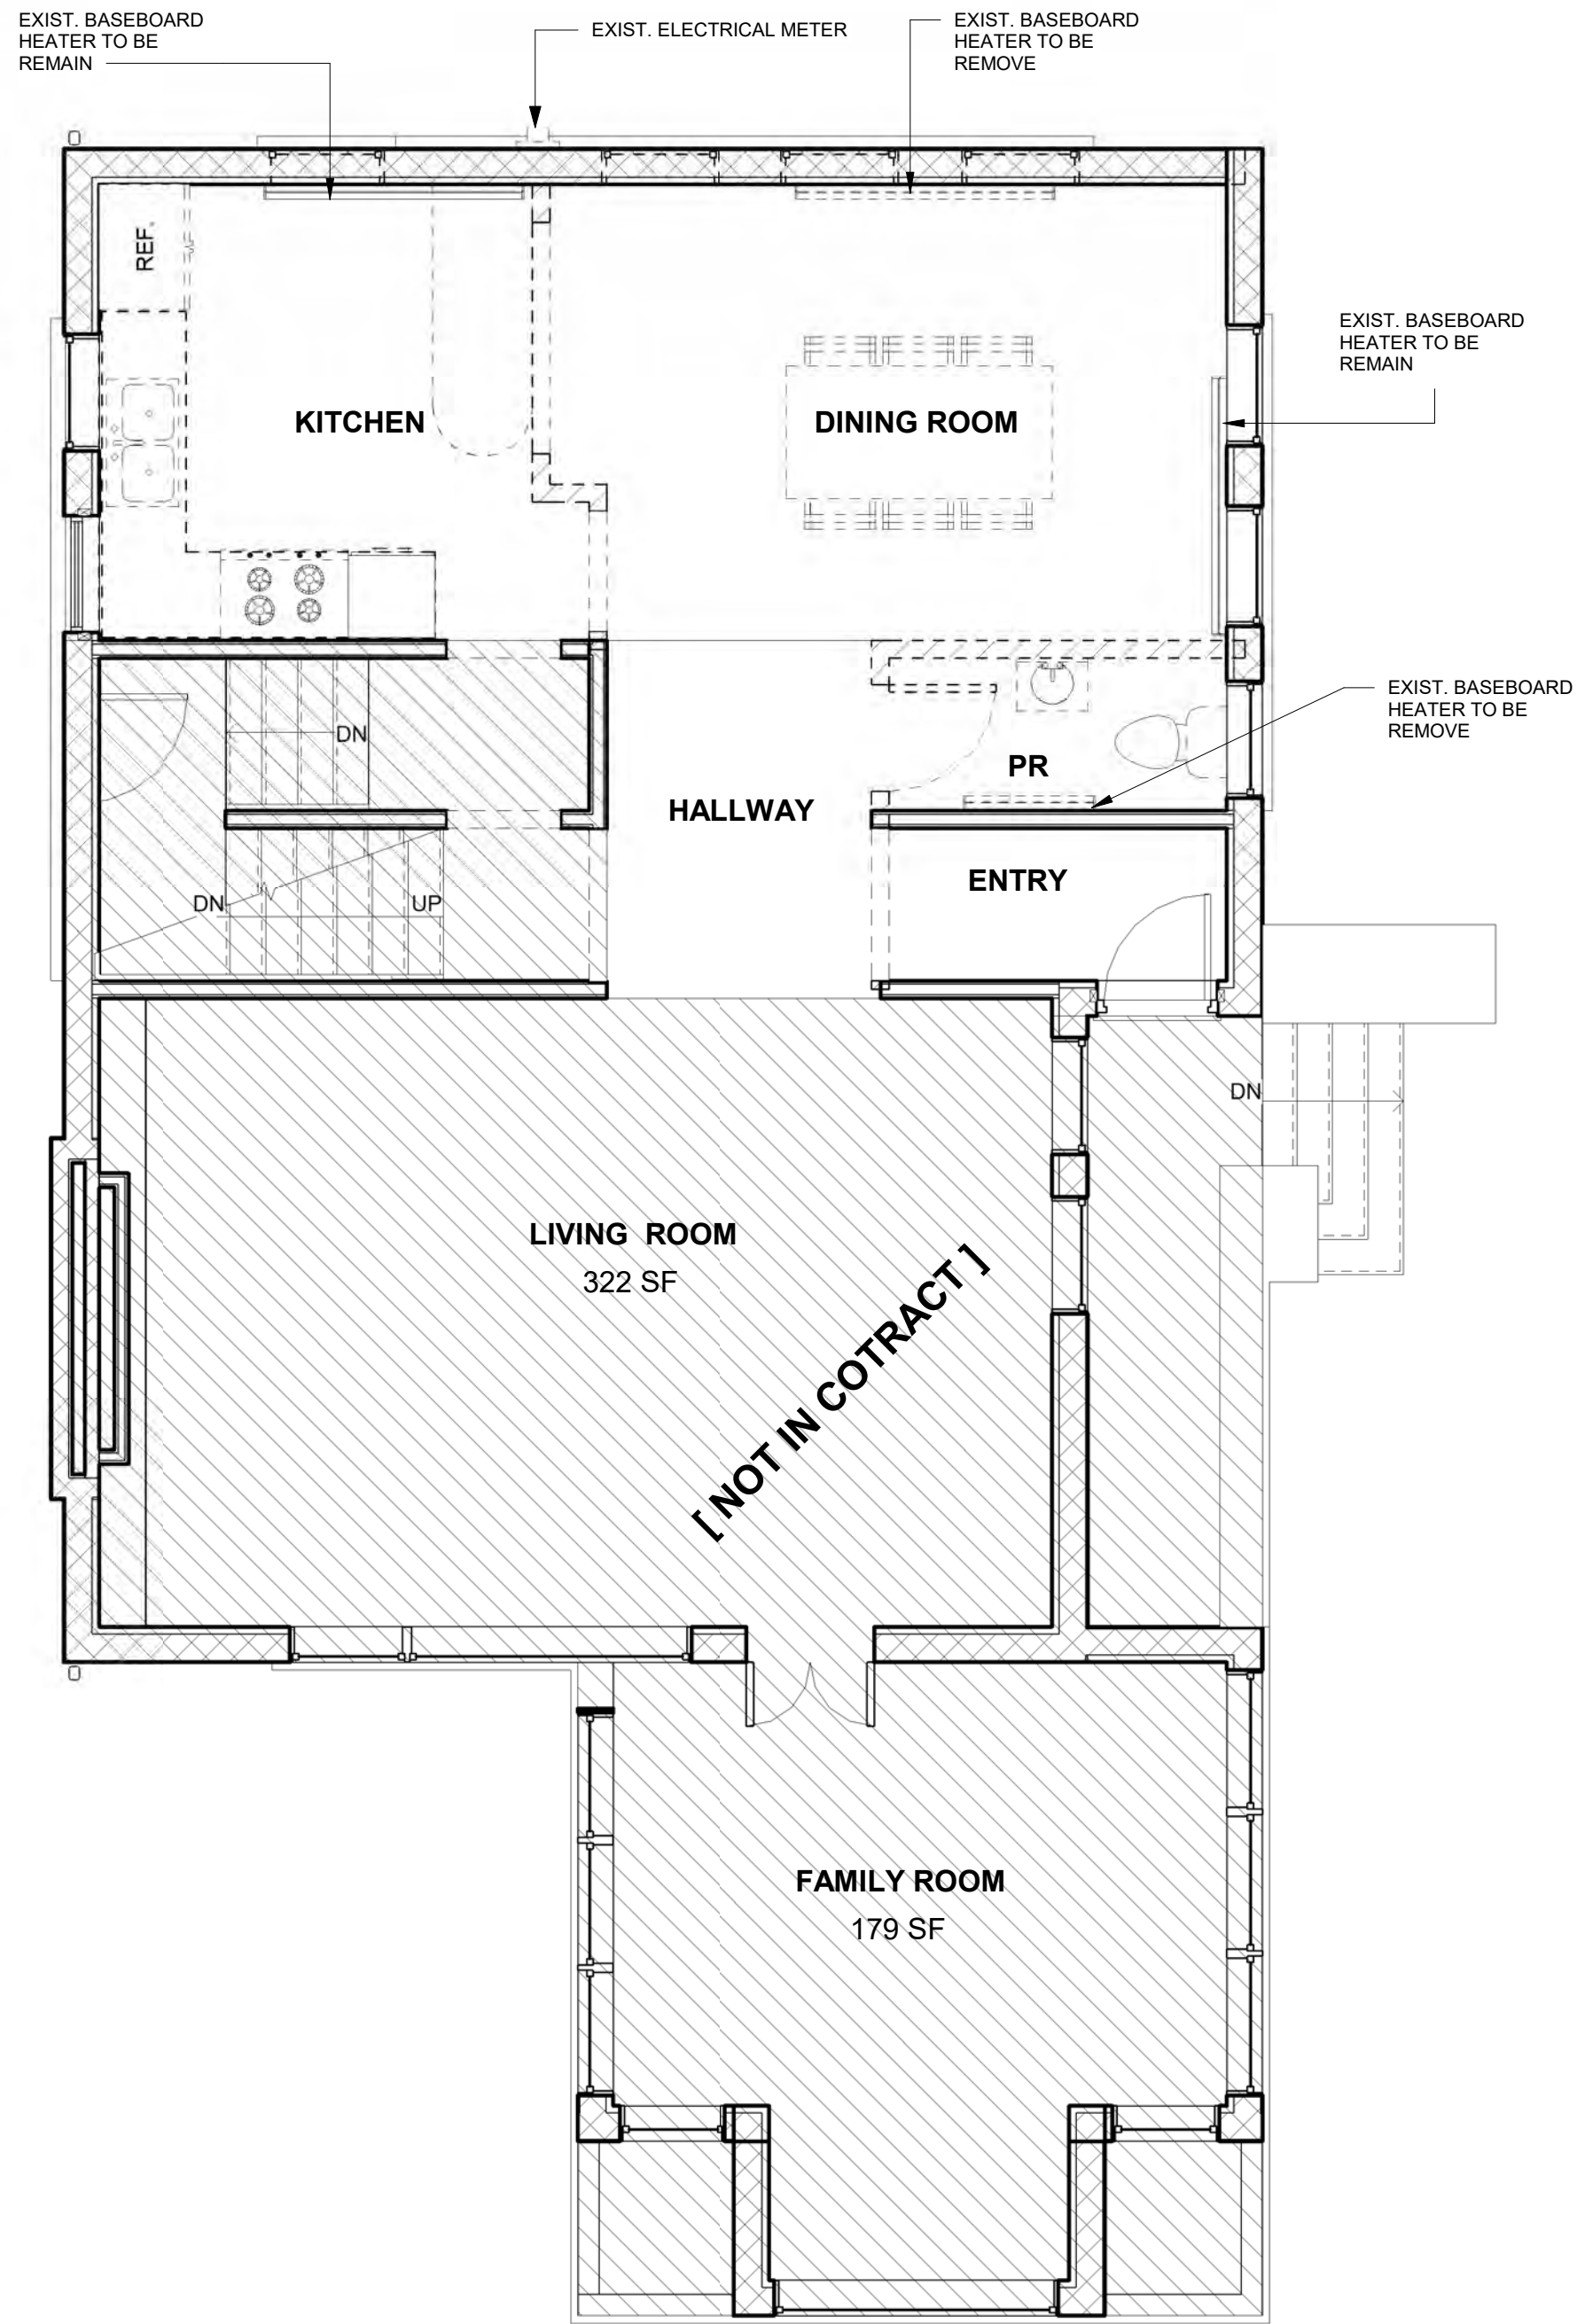 EXIST. BASEBOARD
HEATER TO BE
REMAIN
EXIST. ELECTRICAL METER
EXIST. BASEBOARD
HEATER TO BE
REMOVE
REF.
EXIST. BASEBOARD
HEATER TO BE
REMAIN
KITCHEN
DINING ROOM
EXIST. BASEBOARD
HEATER TO BE
REMOVE
DN
PR
HALLWAY
ENTRY
DN
UP
DN
LIVING ROOM
322 SF
[ NOT IN COTRACT ]
FAMILY ROOM
179 SF